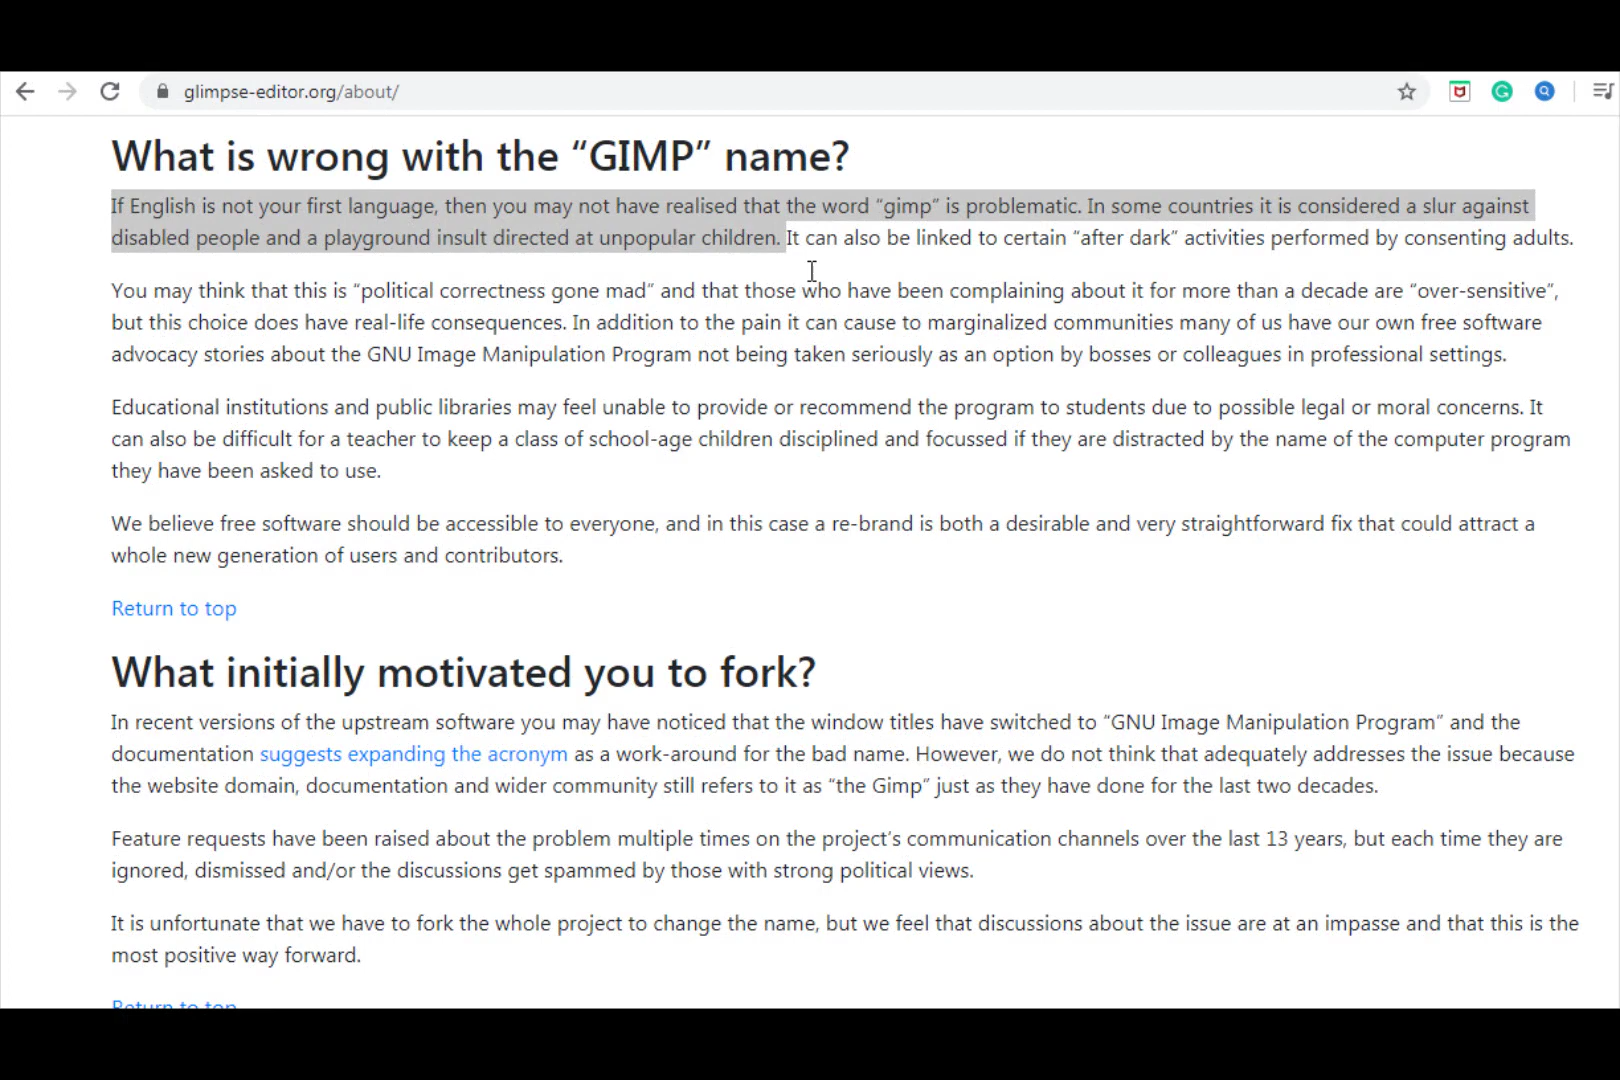 glimpse-editor.org/about/
What is wrong with the “GIMP” name?
If English is not your first language, then you may not have realised that the word “gimp” is problematic. In some countries it is considered a slur against
disabled people and a playground insult directed at unpopular children. It can also be linked to certain “after dark” activities performed by consenting adults.
You may think that this is “political correctness gone mad” and that those who have been complaining about it for more than a decade are “over-sensitive”,
but this choice does have real-life consequences. In addition to the pain it can cause to marginalized communities many of us have our own free software
advocacy stories about the GNU Image Manipulation Program not being taken seriously as an option by bosses or colleagues in professional settings.
Educational institutions and public libraries may feel unable to provide or recommend the program to students due to possible legal or moral concerns. It
can also be difficult for a teacher to keep a class of school-age children disciplined and focussed if they are distracted by the name of the computer program
they have been asked to use.
We believe free software should be accessible to everyone, and in this case a re-brand is both a desirable and very straightforward fix that could attract a
whole new generation of users and contributors.
Return to top
What initially motivated you to fork?
In recent versions of the upstream software you may have noticed that the window titles have switched to “GNU Image Manipulation Program” and the
documentation suggests expanding the acronym as a work-around for the bad name. However, we do not think that adequately addresses the issue because
the website domain, documentation and wider community still refers to it as “the Gimp” just as they have done for the last two decades.
Feature requests have been raised about the problem multiple times on the project’s communication channels over the last 13 years, but each time they are
ignored, dismissed and/or the discussions get spammed by those with strong political views.
It is unfortunate that we have to fork the whole project to change the name, but we feel that discussions about the issue are at an impasse and that this is the
most positive way forward.
Return to top